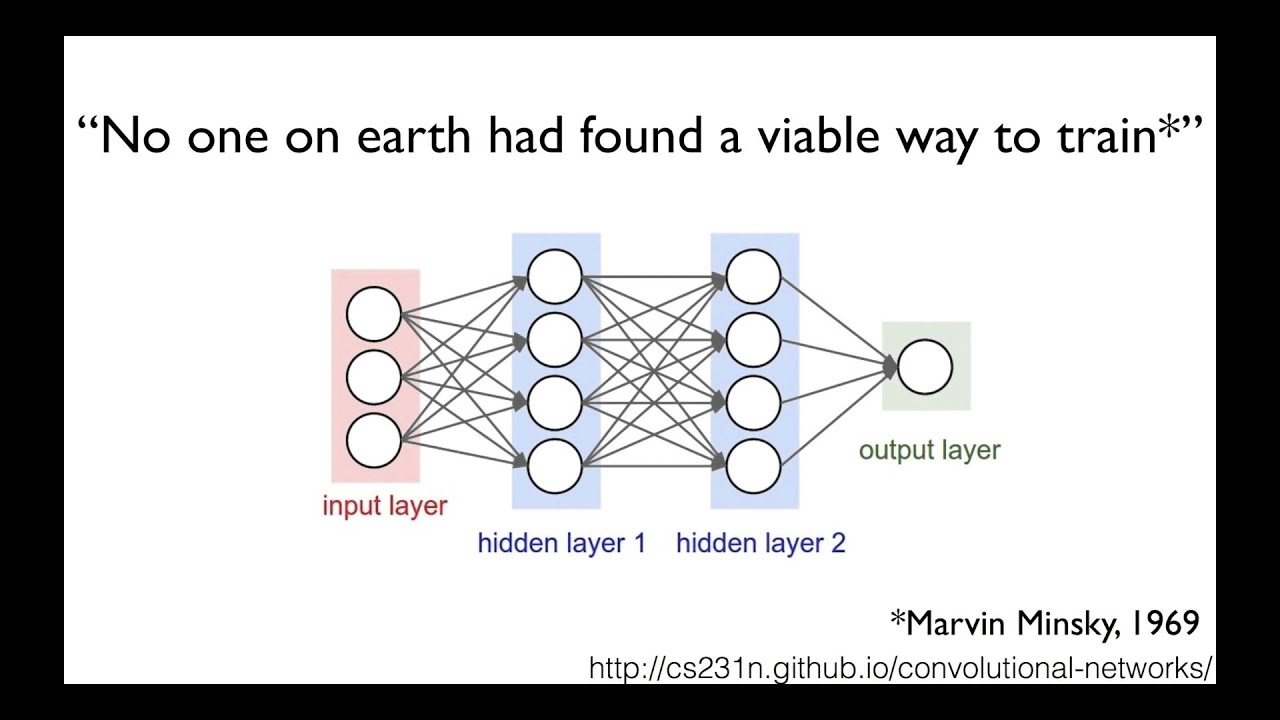 “No one on earth had found a viable way to train*”
input layer
hidden layer 1
hidden layer 2
output layer
*Marvin Minsky, 1969
http://cs231n.github.io/convolutional-networks/